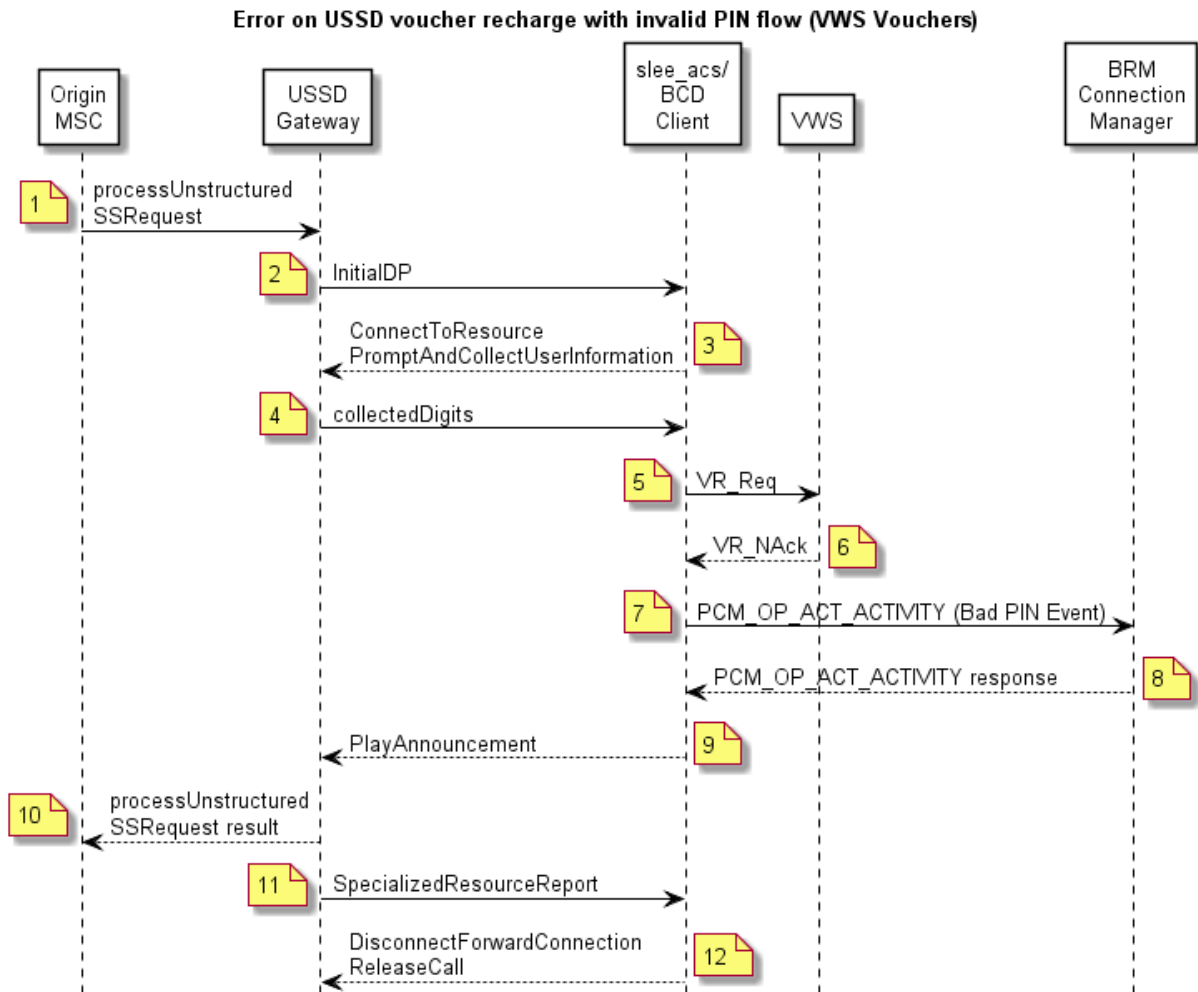 Error on USSD voucher recharge with invalid PIN flow (VWS Vouchers)
Origin
MSC
USSD
Gateway
slee_acs/
BCD
Client
VWS
BRM
Connection
Manager
1
processUnstructured
SSRequest
2
InitialDP
ConnectToResource
PromptAndCollectUserInformation
3
4
collectedDigits
5
VR_Req
VR_NAck
6
7
PCM_OP_ACT_ACTIVITY (Bad PIN Event)
PCM_OP_ACT_ACTIVITY response
8
PlayAnnouncement
9
10
processUnstructured
SSRequest result
11
SpecializedResourceReport
DisconnectForwardConnection
ReleaseCall
12